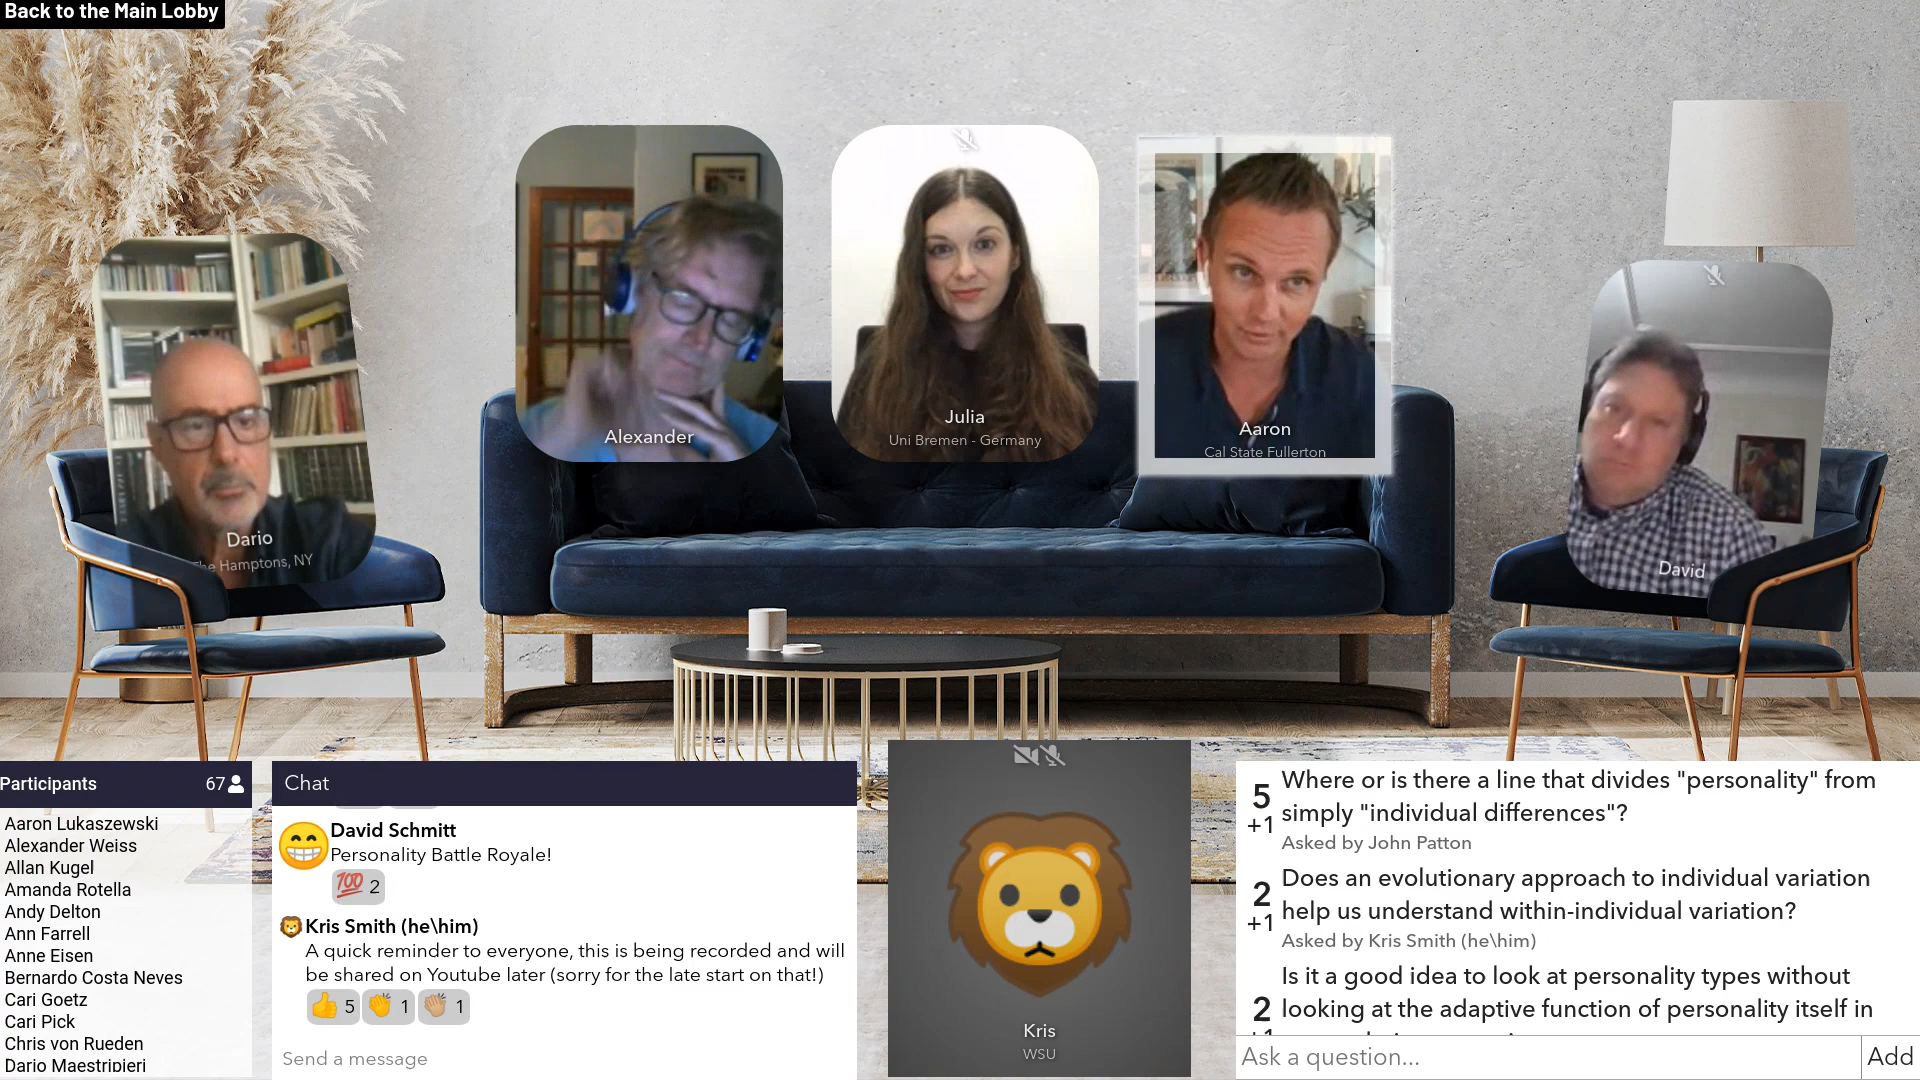 Back to the Main Lobby
Alexander
Julia
Uni Bremen - Germany
Aaron
Cal State Fullerton
Dario
The Hamptons, NY
David
Participants 67
Aaron Lukaszewski
Alexander Weiss
Allan Kugel
Amanda Rotella
Andy Delton
Ann Farrell
Anne Eisen
Bernardo Costa Neves
Cari Goetz
Cari Pick
Chris von Rueden
Dario Maestripieri
Chat
David Schmitt
Personality Battle Royale!
💯 2
Kris Smith (he\him)
A quick reminder to everyone, this is being recorded and will
be shared on Youtube later (sorry for the late start on that!)
👍 5 👏 1 👏🏼 1
Send a message
Kris
WSU
5
+1
Where or is there a line that divides "personality" from
simply "individual differences"?
Asked by John Patton
2
+1
Does an evolutionary approach to individual variation
help us understand within-individual variation?
Asked by Kris Smith (he\him)
2
Is it a good idea to look at personality types without
looking at the adaptive function of personality itself in
Ask a question...
Add